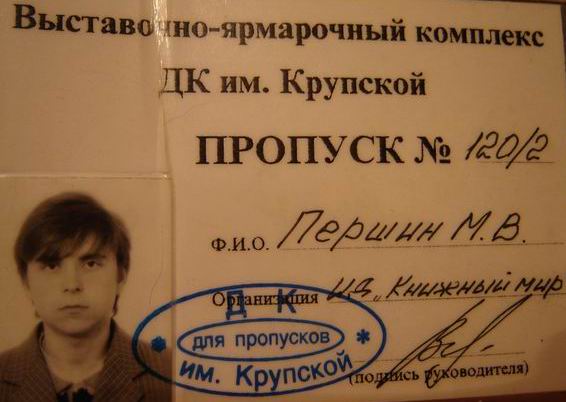 Выставочно-ярмарочный комплекс
ДК им. Крупской
ПРОПУСК № 120/2
Ф.И.О. Першин М.В.
Организация ИД „Книжный мир
Д К
для пропусков
им. Крупской
(подпись руководителя)